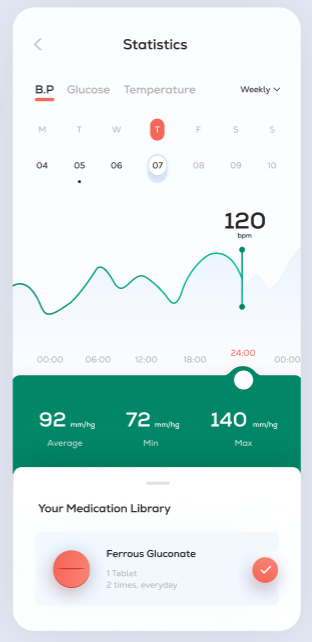 Statistics
B.P Glucose Temperature Weekly
M T W T F S S
04 05 06 07 08 09 10
120
bpm
00:00 06:00 12:00 18:00 24:00 00:00
92 mm/hg 72 mm/hg 140 mm/hg
Average Min Max
Your Medication Library
Ferrous Gluconate
1 Tablet
2 times, everyday